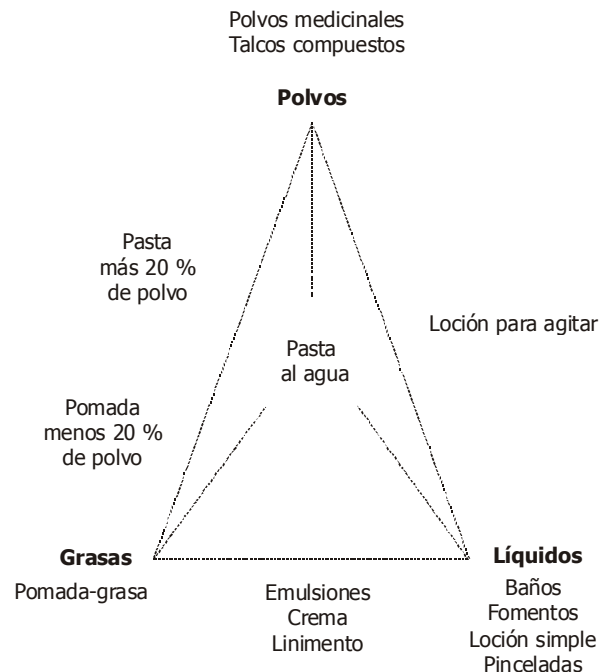 Polvos medicinales
Talcos compuestos
Polvos
Pasta
más 20 %
de polvo
Loción para agitar
Pasta
al agua
Pomada
menos 20 %
de polvo
Grasas
Pomada-grasa
Emulsiones
Crema
Linimento
Líquidos
Baños
Fomentos
Loción simple
Pinceladas